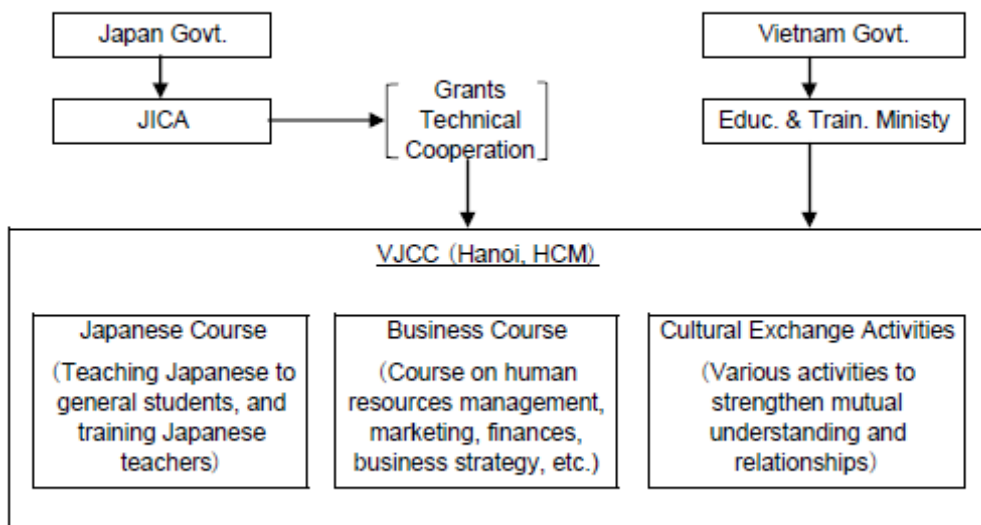 Japan Govt.
Vietnam Govt.
JICA
Grants
Technical
Cooperation
Educ. & Train. Ministy
VJCC (Hanoi, HCM)
Japanese Course
(Teaching Japanese to
general students, and
training Japanese
teachers)
Business Course
(Course on human
resources management,
marketing, finances,
business strategy, etc.)
Cultural Exchange Activities
(Various activities to
strengthen mutual
understanding and
relationships)